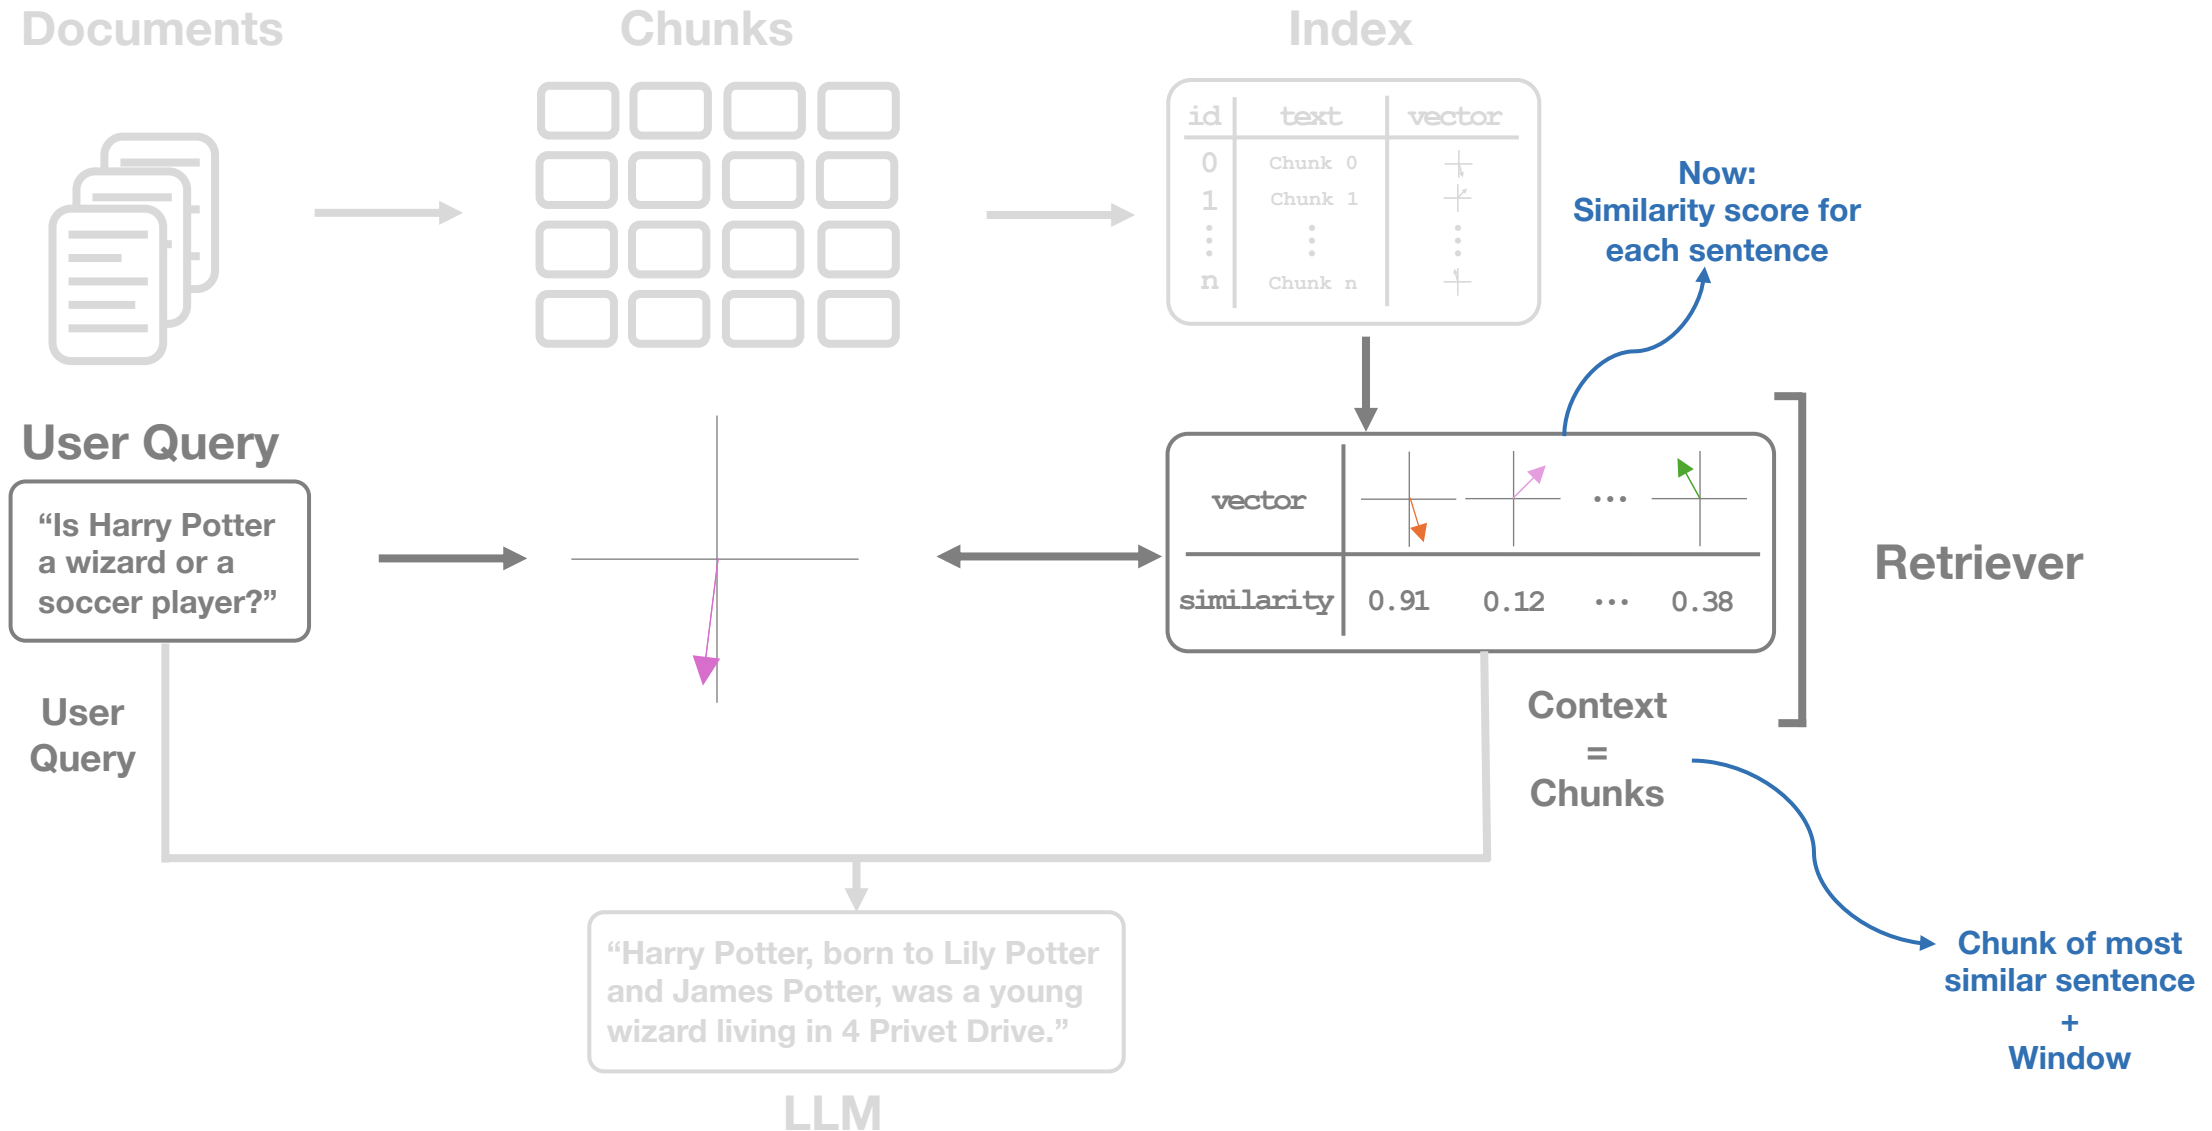 Documents
Chunks
Index
id text vector
0 Chunk 0
1 Chunk 1
n Chunk n
Now:
Similarity score for
each sentence
User Query
“Is Harry Potter
a wizard or a
soccer player?”
vector ...
similarity 0.91 0.12 ... 0.38
Retriever
User
Query
Context
=
Chunks
“Harry Potter, born to Lily Potter
and James Potter, was a young
wizard living in 4 Privet Drive.”
LLM
Chunk of most
similar sentence
+
Window